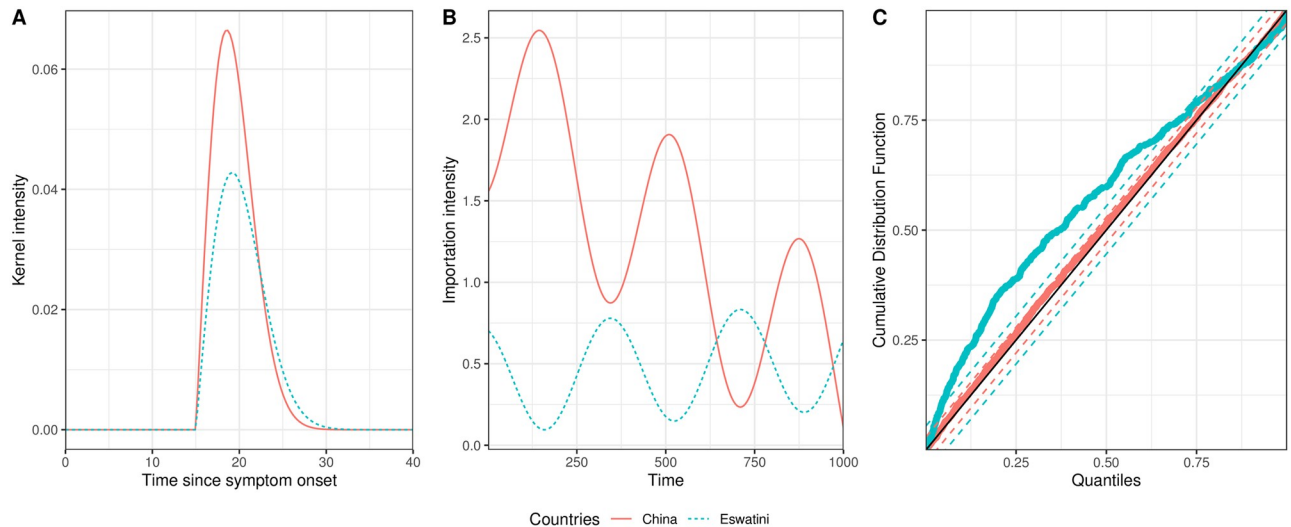 A
Kernel intensity
0.06
0.04
0.02
0.00
0 10 20 30 40
Time since symptom onset
B
Importation intensity
2.5
2.0
1.5
1.0
0.5
0.0
250 500 750 1000
Time
C
Cumulative Distribution Function
0.75
0.50
0.25
0.25 0.50 0.75
Quantiles
Countries China Eswatini